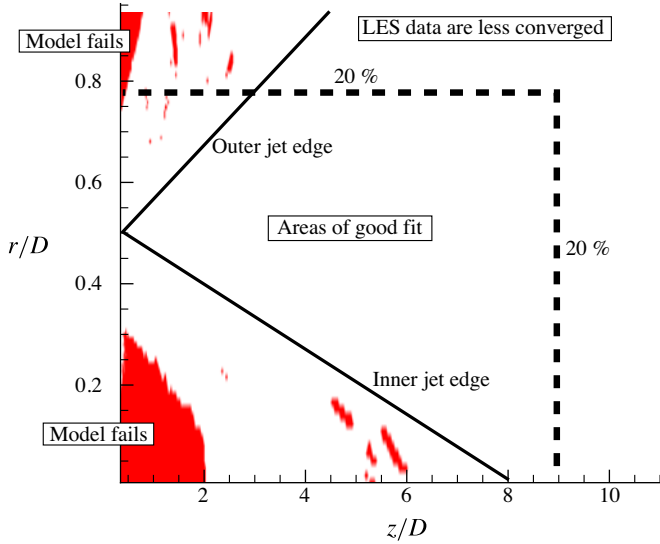 Model fails
LES data are less converged
0.8
20 %
Outer jet edge
0.6
Areas of good fit
r/D
20 %
0.4
Inner jet edge
0.2
Model fails
2 4 6 8 10
z/D